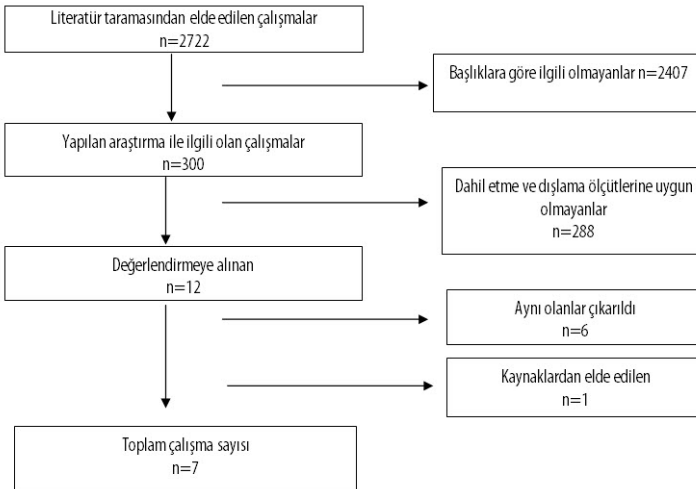 Literatür taramasından elde edilen çalışmalar
n=2722
Başlıklara göre ilgili olmayanlar n=2407
Yapılan araştırma ile ilgili olan çalışmalar
n=300
Dahil etme ve dışlama ölçütlerine uygun
olmayanlar
n=288
Değerlendirmeye alınan
n=12
Aynı olanlar çıkarıldı
n=6
Kaynaklardan elde edilen
n=1
Toplam çalışma sayısı
n=7